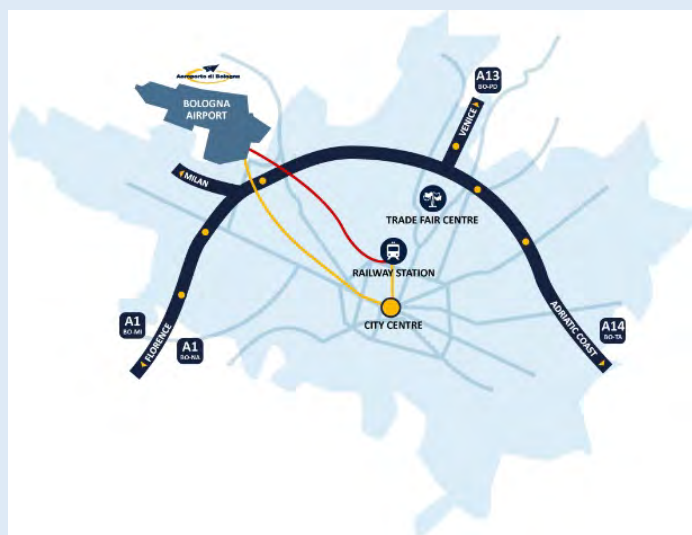 Aeroporto di Bologna
BOLOGNA
AIRPORT
A13
BO-PD
VENICE
MILAN
TRADE FAIR CENTRE
RAILWAY STATION
CITY CENTRE
A1
BO-MI
FLORENCE
A1
BO-NA
ADRIATIC COAST
A14
BO-TA